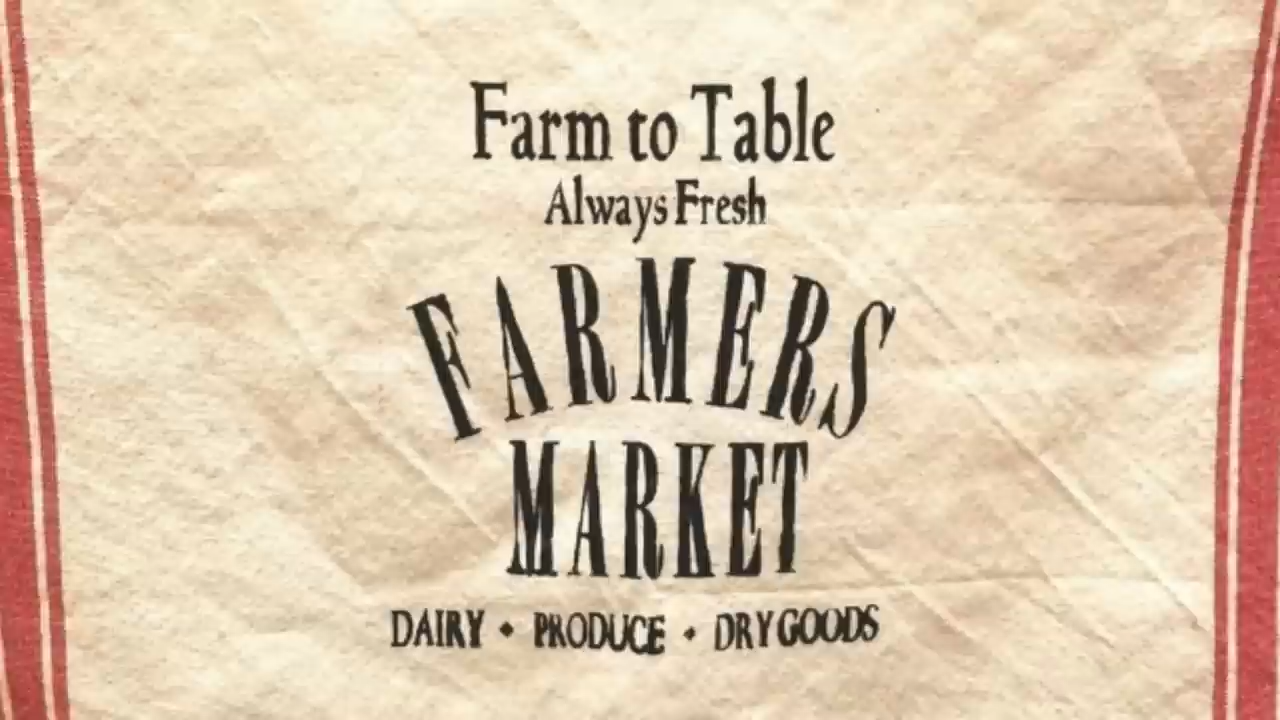 Farm to Table
Always Fresh
FARMERS
MARKET
DAIRY • PRODUCE • DRY GOODS